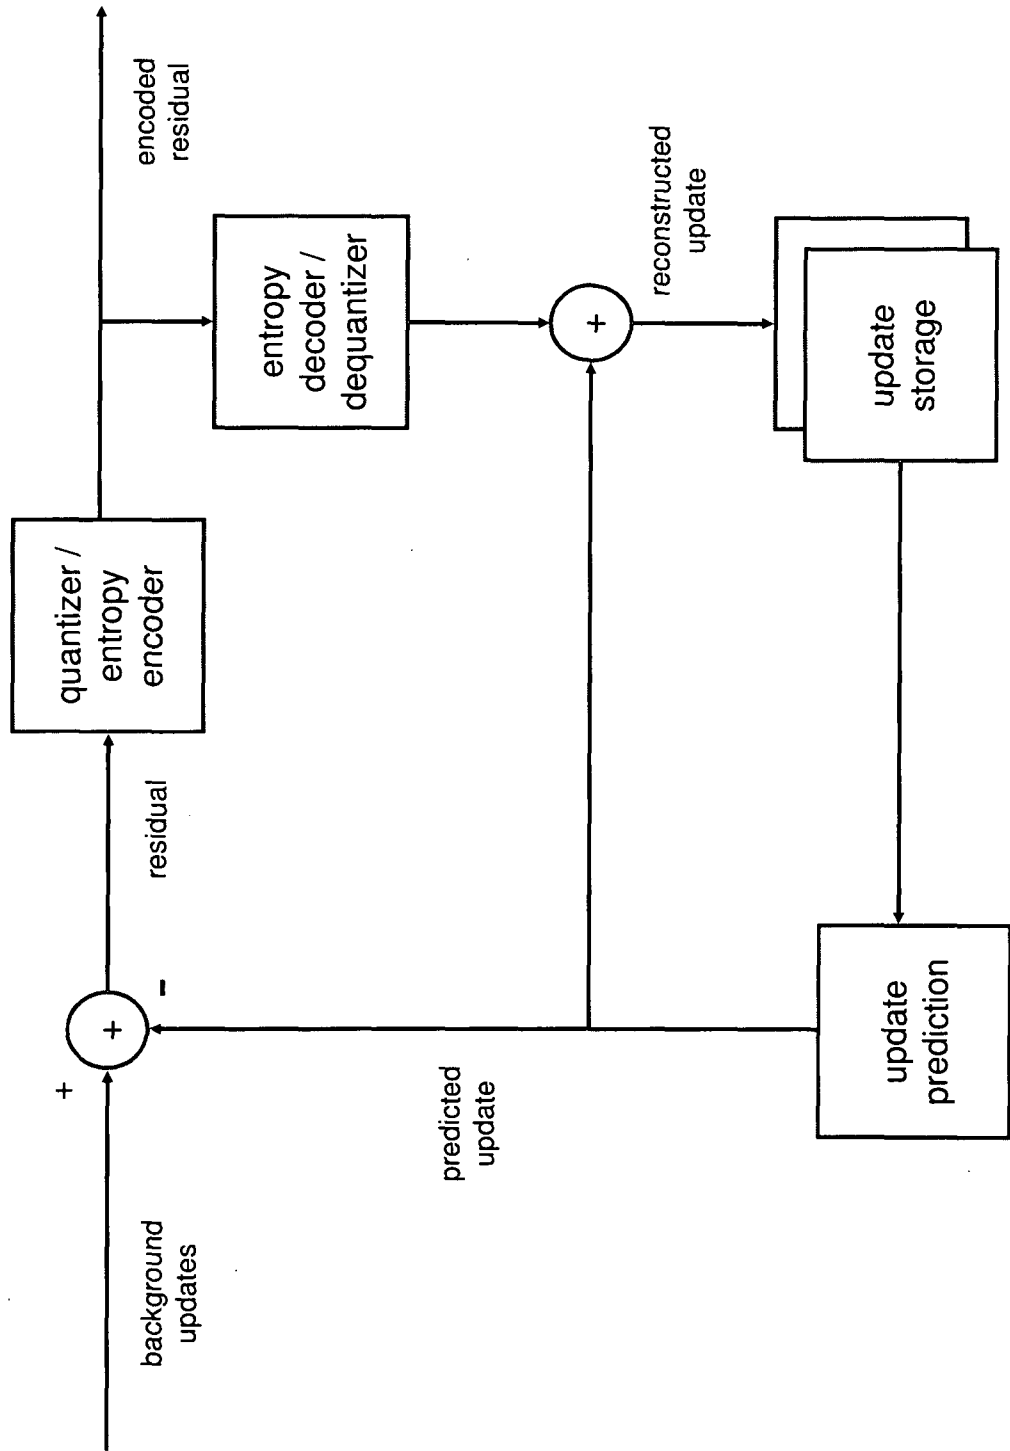 background
updates
+
+
−
residual
quantizer /
entropy
encoder
encoded
residual
entropy
decoder /
dequantizer
predicted
update
+
reconstructed
update
update
prediction
update
storage